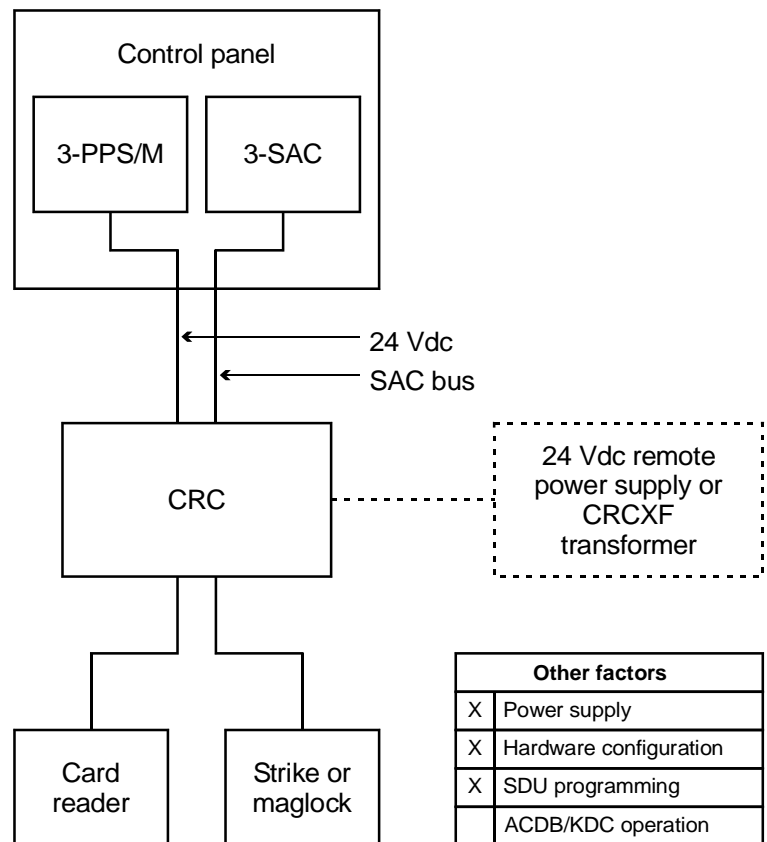 Control panel
3-PPS/M
3-SAC
24 Vdc
SAC bus
CRC
24 Vdc remote
power supply or
CRCXF
transformer
Card
reader
Strike or
maglock
Other factors
X Power supply
X Hardware configuration
X SDU programming
ACDB/KDC operation